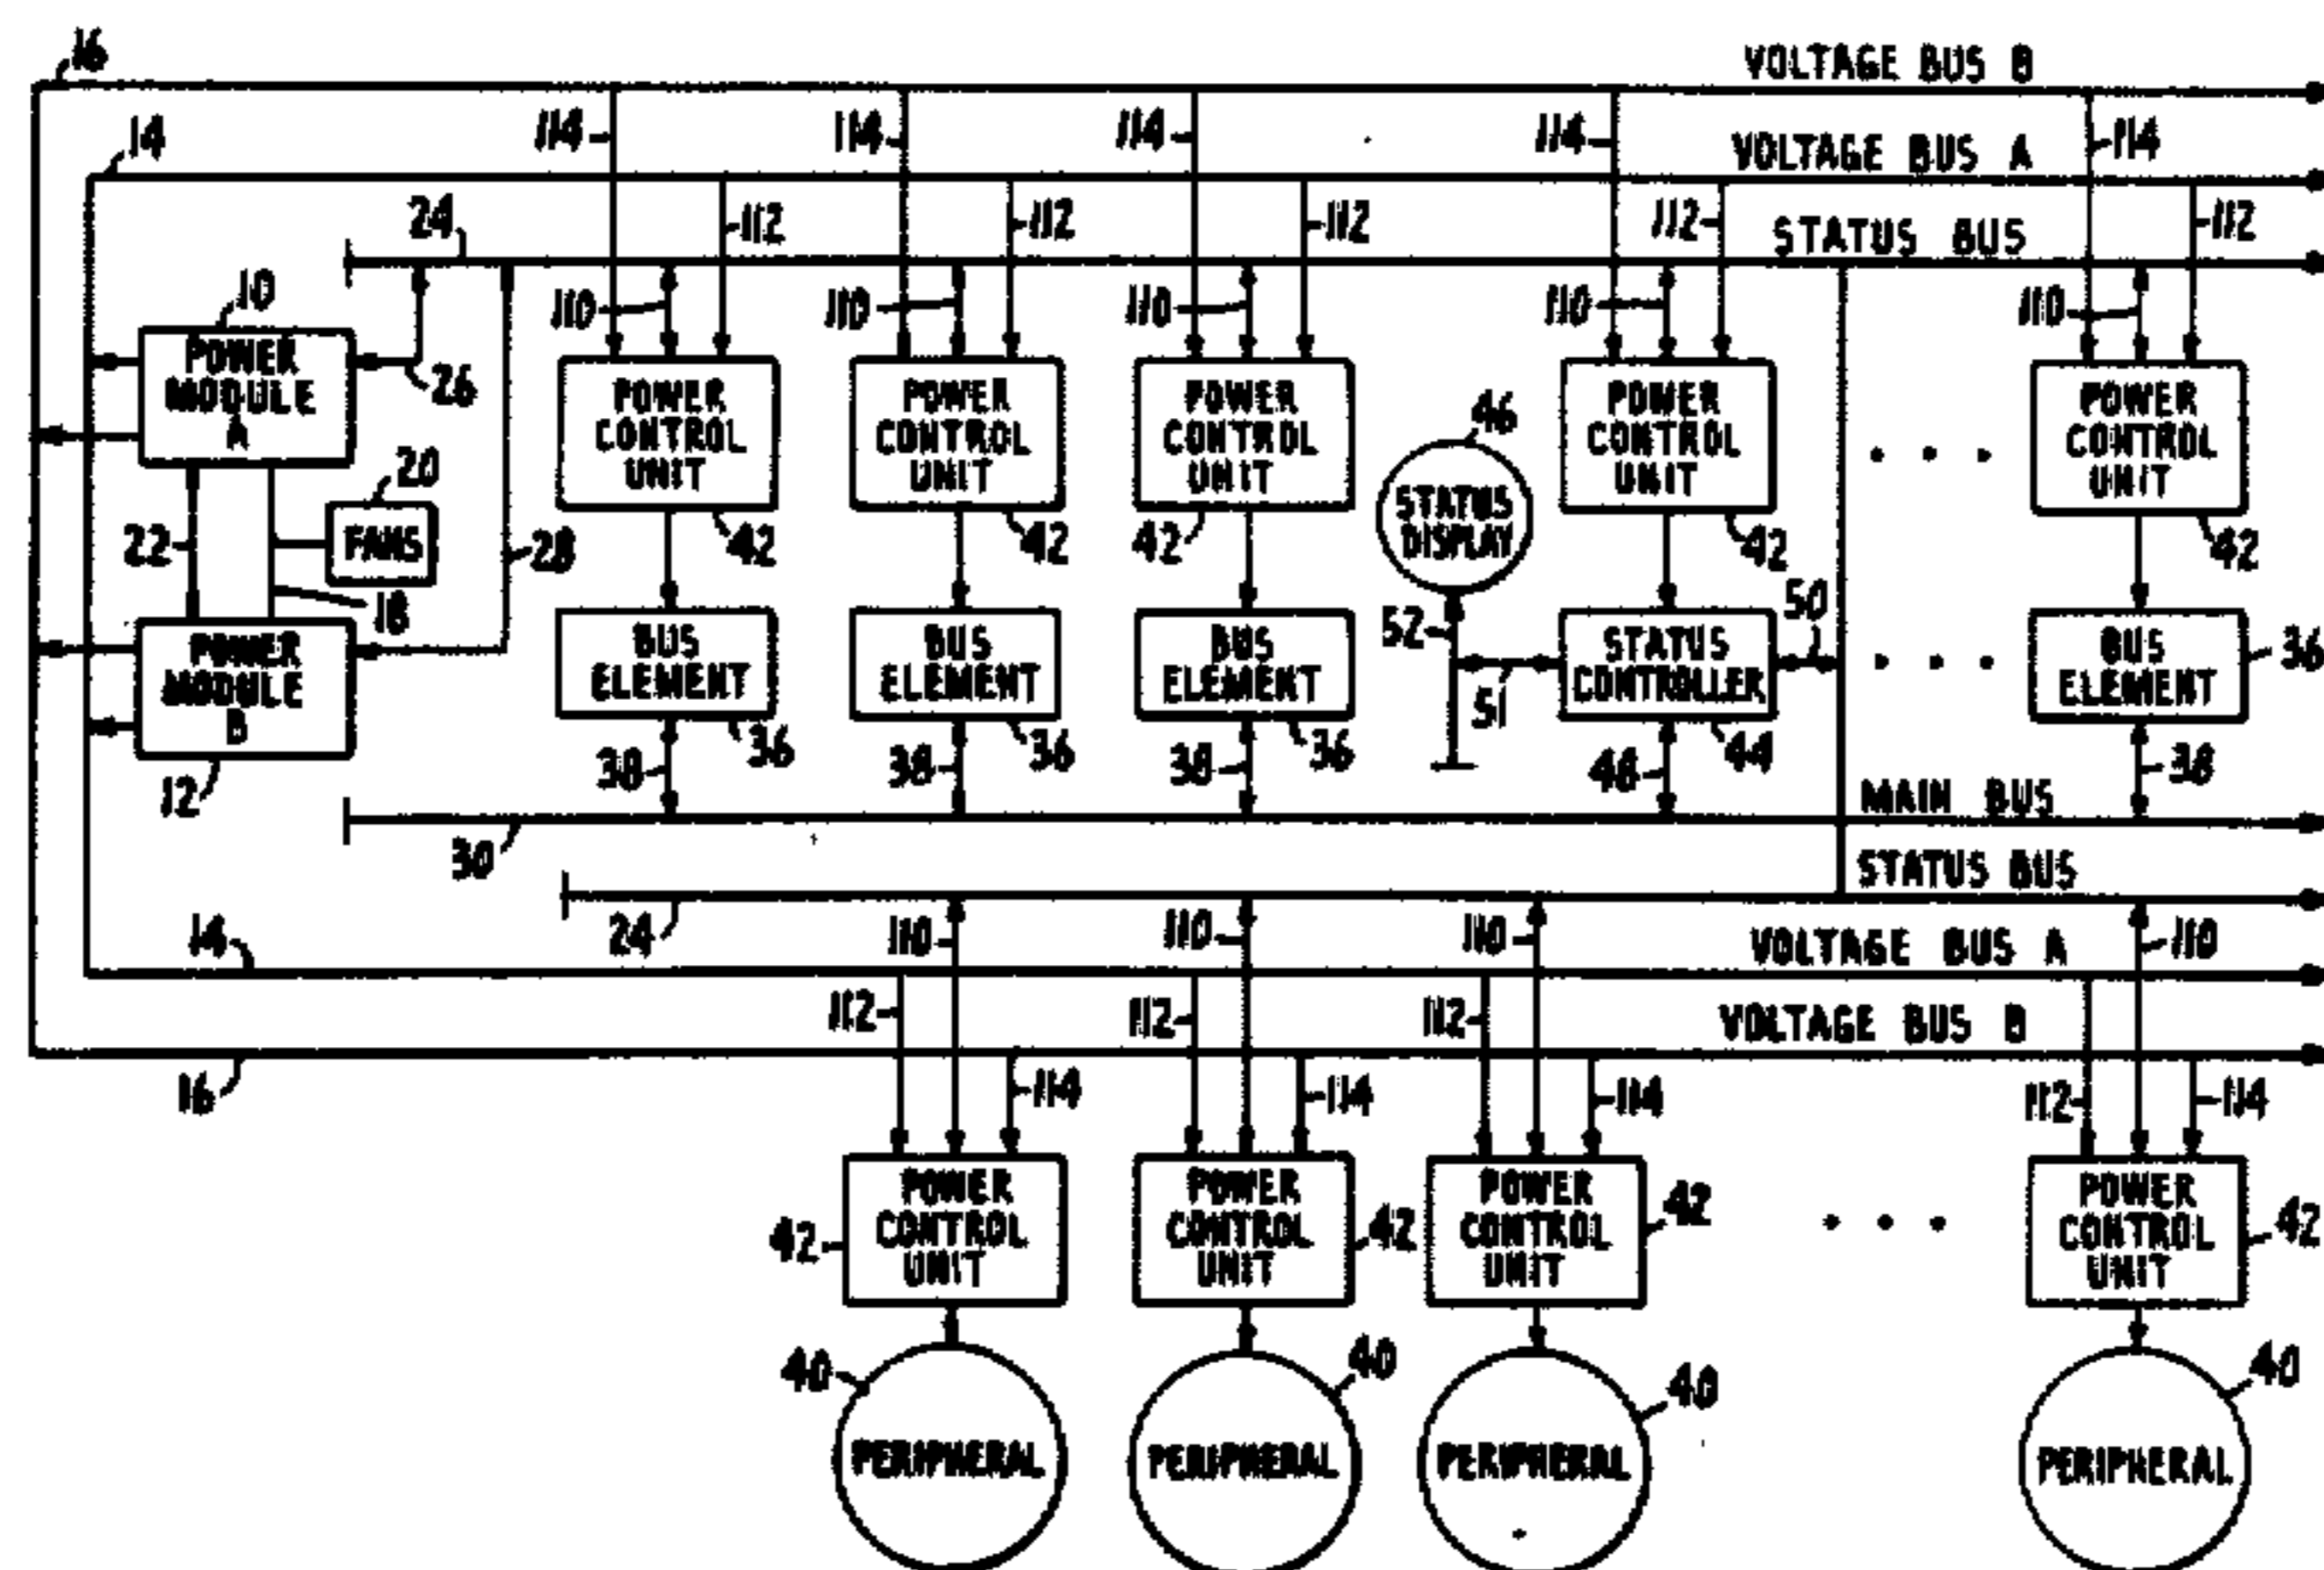 16
VOLTAGE BUS B
14
114
114
114
114
VOLTAGE BUS A
114
24
112
112
112
112
STATUS BUS
112
10
110
110
110
110
110
POWER
MODULE
A
26
POWER
CONTROL
UNIT
POWER
CONTROL
UNIT
POWER
CONTROL
UNIT
46
POWER
CONTROL
UNIT
POWER
CONTROL
UNIT
20
STATUS
DISPLAY
22
FANS
28
42
42
42
42
42
18
50
POWER
MODULE
B
BUS
ELEMENT
BUS
ELEMENT
BUS
ELEMENT
52
STATUS
CONTROLLER
BUS
ELEMENT
36
51
12
38
36
38
36
38
36
48
44
38
MAIN BUS
30
STATUS BUS
14
24
110
110
110
VOLTAGE BUS A
110
112
112
112
VOLTAGE BUS B
16
114
114
114
112
114
42
POWER
CONTROL
UNIT
POWER
CONTROL
UNIT
42
POWER
CONTROL
UNIT
42
POWER
CONTROL
UNIT
42
40
40
40
40
PERIPHERAL
PERIPHERAL
PERIPHERAL
PERIPHERAL